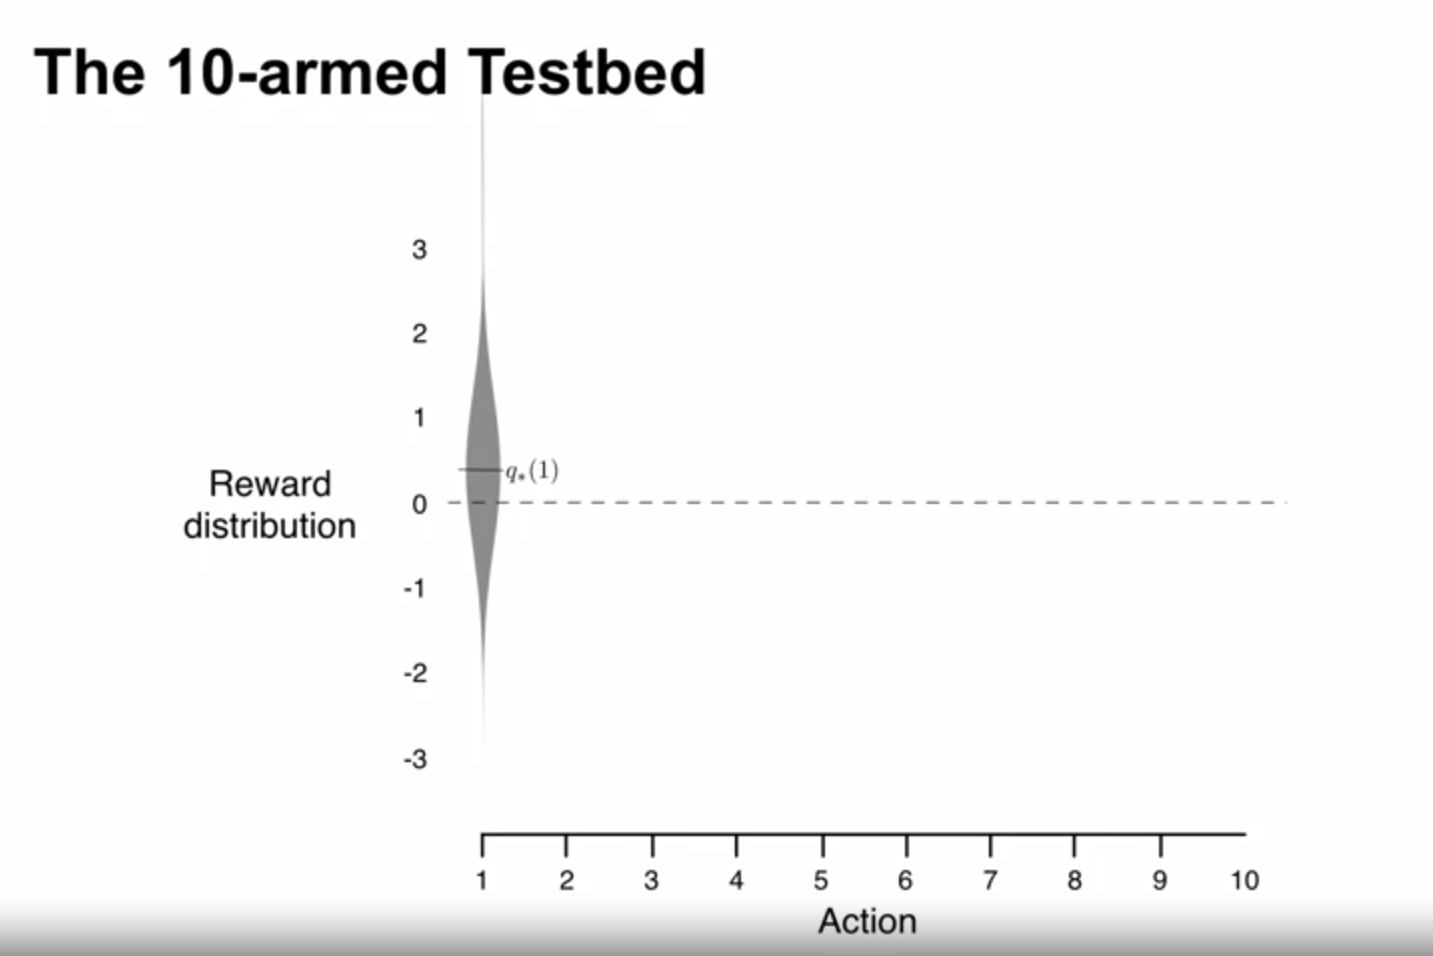 The 10-armed Testbed
3
2
1
q*(1)
Reward
distribution
0
-1
-2
-3
1 2 3 4 5 6 7 8 9 10
Action